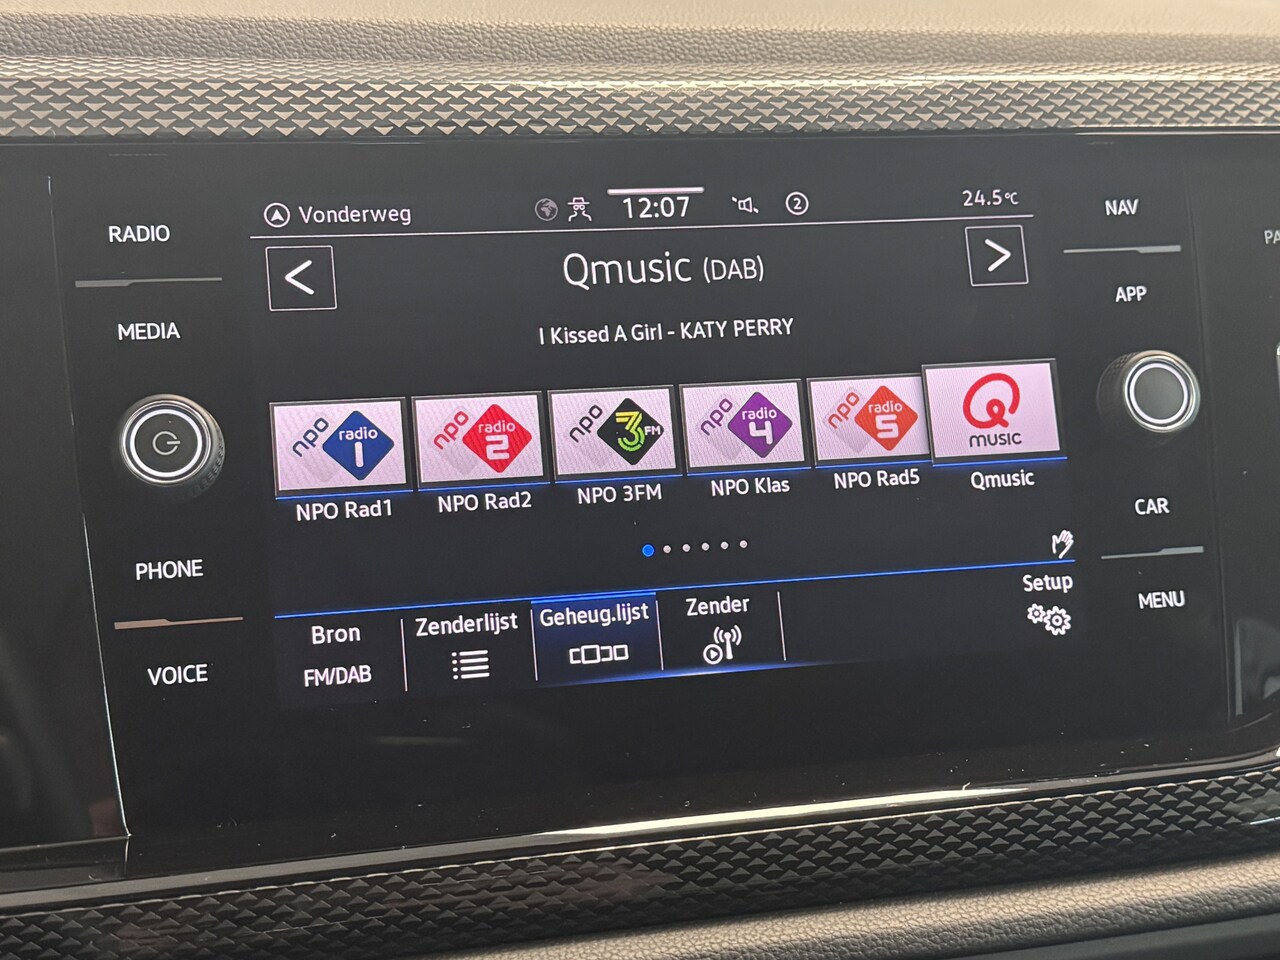 RADIO
MEDIA
PHONE
VOICE
Vonderweg
12:07
2
24.5°C
Qmusic (DAB)
I Kissed A Girl - KATY PERRY
npo radio 1
npo radio 2
npo 3FM
npo radio 4
npo radio 5
Q MUSIC
NPO Rad1
NPO Rad2
NPO 3FM
NPO Klas
NPO Rad5
Qmusic
Bron
FM/DAB
Zenderlijst
Geheug.lijst
Zender
Setup
NAV
APP
CAR
MENU
PA